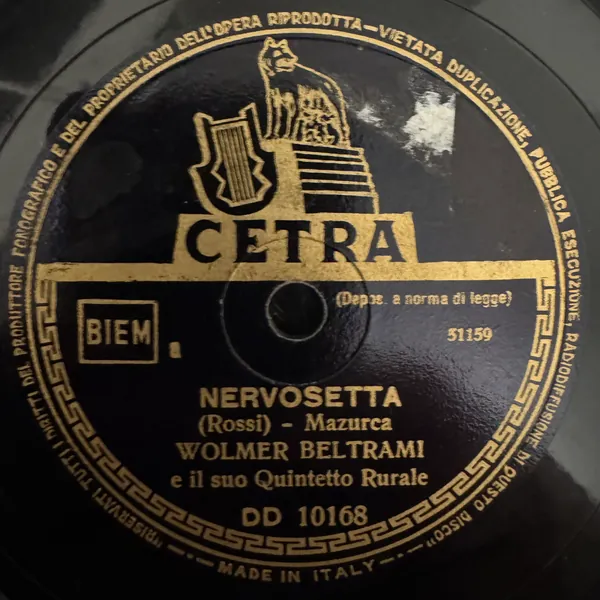 "RISERVATI TUTTI I DIRITTI DEL PRODUTTORE FONOGRAFICO E DEL PROPRIETARIO DELL'OPERA RIPRODOTTA - VIETATA DUPLICAZIONE, PUBBLICA ESECUZIONE, RADIODIFFUSIONE DI QUESTO DISCO"
CETRA
(Depos. a norma di legge)
BIEM
a
51159
NERVOSETTA
(Rossi) - Mazurca
WOLMER BELTRAMI
e il suo Quintetto Rurale
DD 10168
MADE IN ITALY